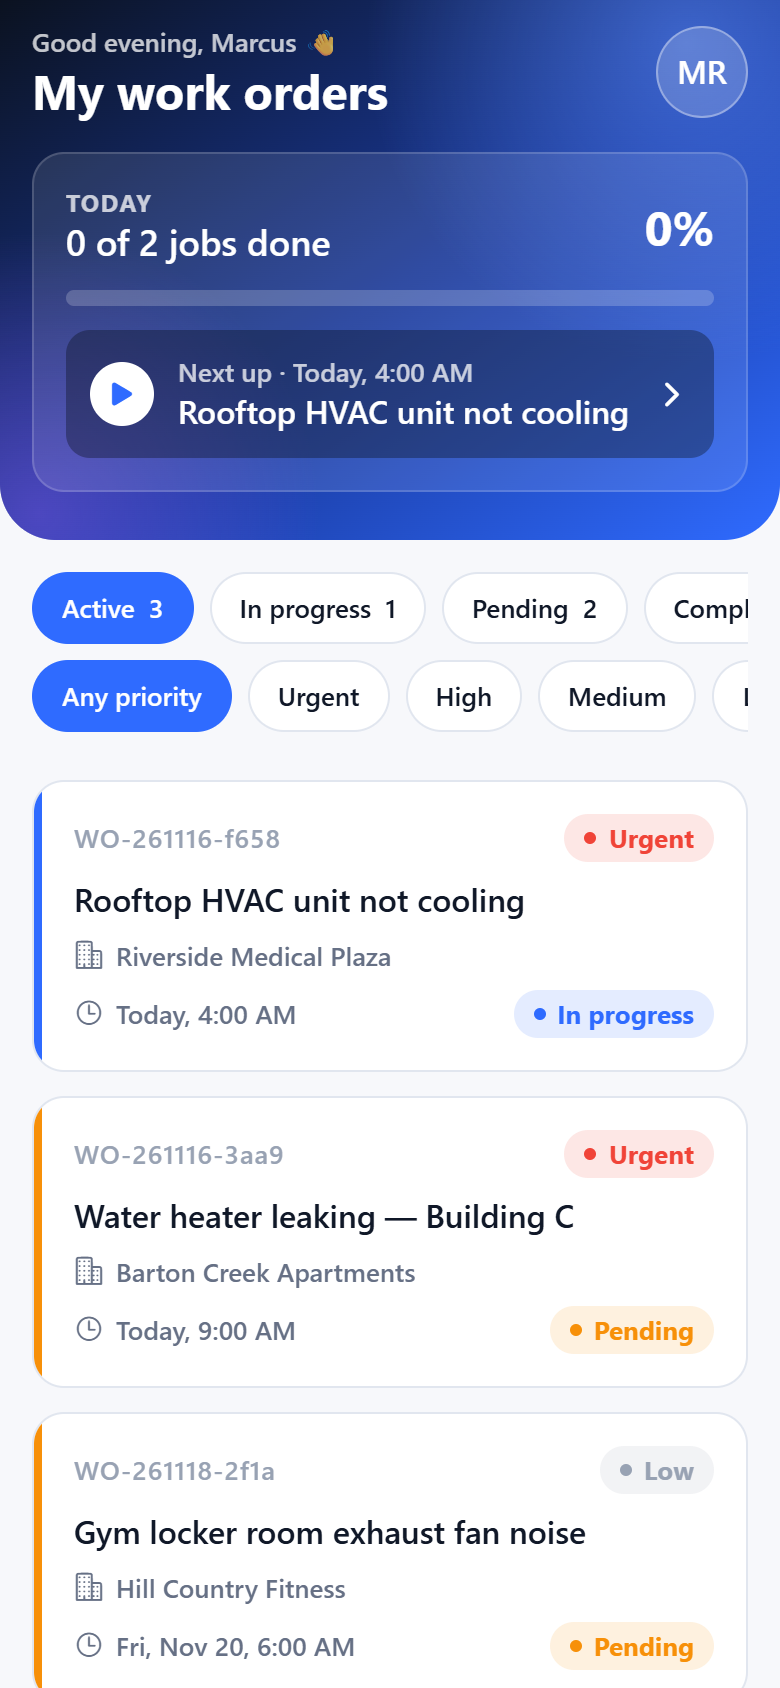 Good evening, Marcus 👋
My work orders
MR
TODAY
0 of 2 jobs done
0%
Next up · Today, 4:00 AM
Rooftop HVAC unit not cooling
Active 3
In progress 1
Pending 2
Compl
Any priority
Urgent
High
Medium
WO-261116-f658
Urgent
Rooftop HVAC unit not cooling
Riverside Medical Plaza
Today, 4:00 AM
In progress
WO-261116-3aa9
Urgent
Water heater leaking — Building C
Barton Creek Apartments
Today, 9:00 AM
Pending
WO-261118-2f1a
Low
Gym locker room exhaust fan noise
Hill Country Fitness
Fri, Nov 20, 6:00 AM
Pending